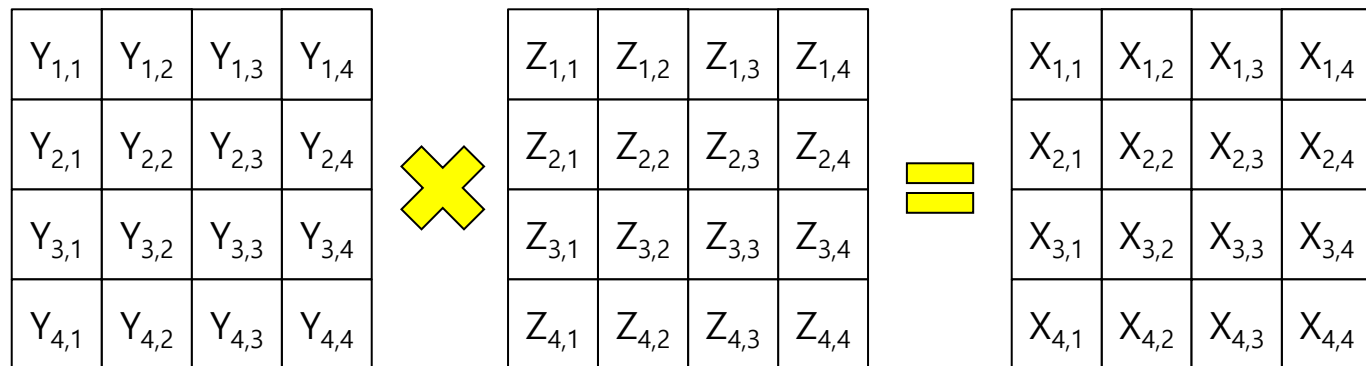 Y1,1 Y1,2 Y1,3 Y1,4 Z1,1 Z1,2 Z1,3 Z1,4 X1,1 X1,2 X1,3 X1,4
Y2,1 Y2,2 Y2,3 Y2,4 Z2,1 Z2,2 Z2,3 Z2,4 X2,1 X2,2 X2,3 X2,4
Y3,1 Y3,2 Y3,3 Y3,4 Z3,1 Z3,2 Z3,3 Z3,4 X3,1 X3,2 X3,3 X3,4
Y4,1 Y4,2 Y4,3 Y4,4 Z4,1 Z4,2 Z4,3 Z4,4 X4,1 X4,2 X4,3 X4,4